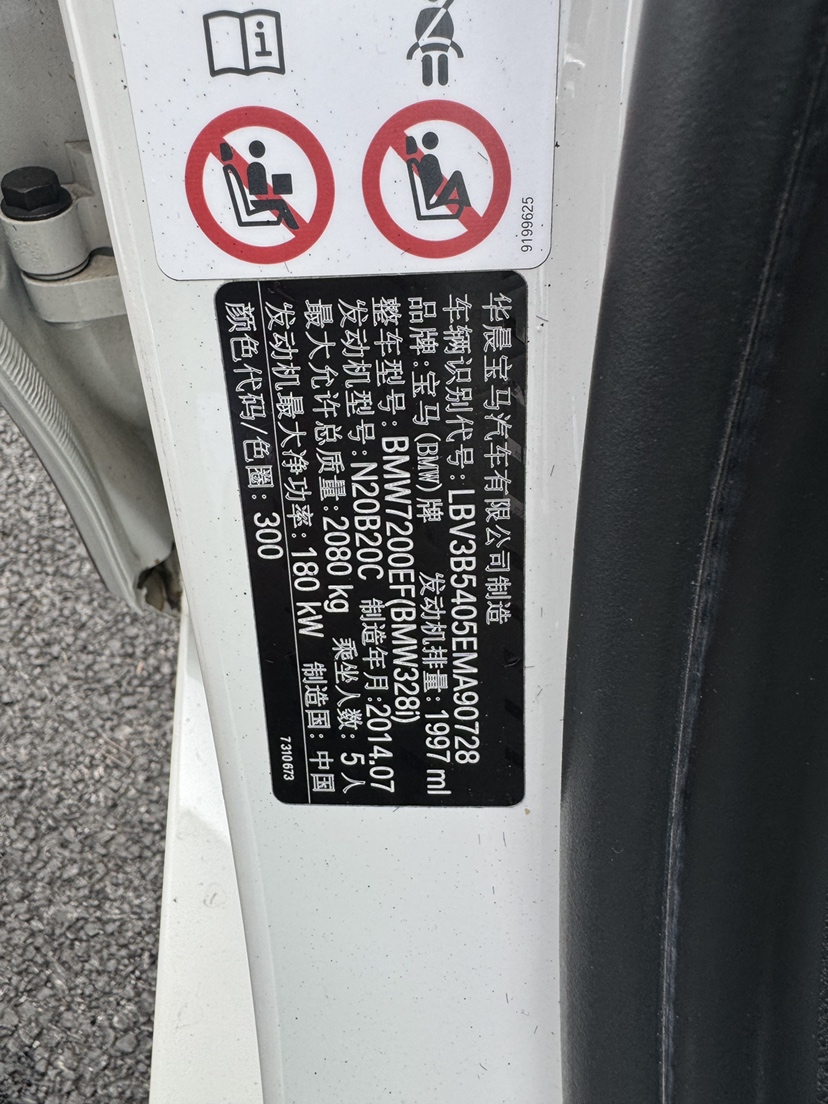 9199625
华晨宝马汽车有限公司制造
车辆识别代号: LBV3B5405EMA90728
品牌:宝马(BMW)牌 发动机排量: 1997 ml
整车型号: BMW7200EF(BMW328i)
发动机型号: N20B20C 制造年月:2014.07
最大允许总质量: 2080 kg 乘坐人数: 5 人
发动机最大净功率: 180 kW 制造国: 中国
颜色代码/色圈: 300
7310673